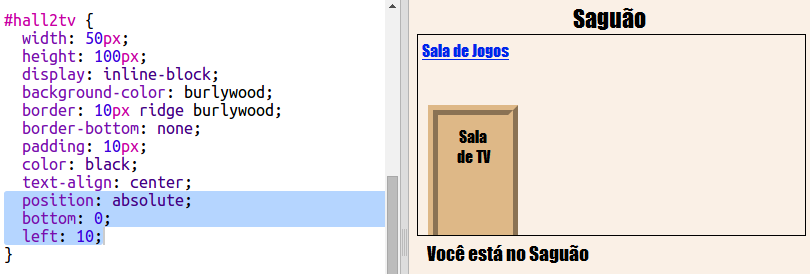 #hall2tv {
width: 50px;
height: 100px;
display: inline-block;
background-color: burlywood;
border: 10px ridge burlywood;
border-bottom: none;
padding: 10px;
color: black;
text-align: center;
position: absolute;
bottom: 0;
left: 10;
}
Saguão
Sala de Jogos
Sala
de TV
Você está no Saguão